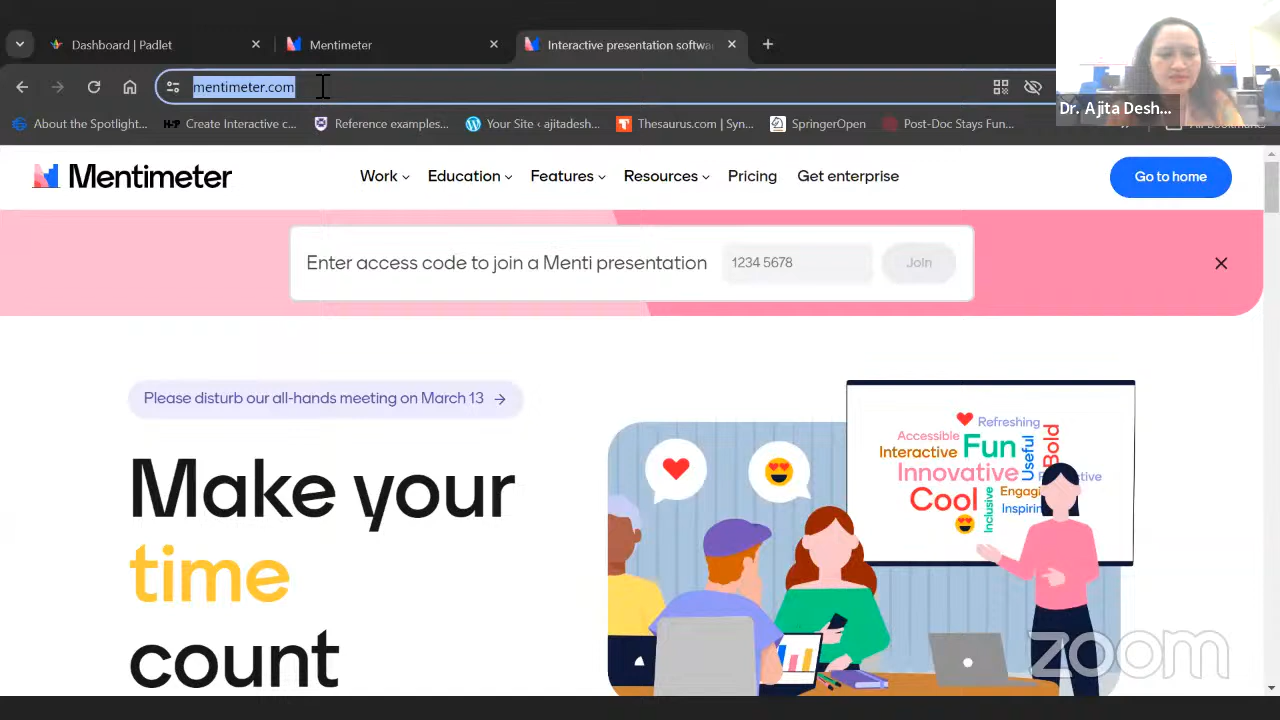 Dashboard | Padlet
Mentimeter
Interactive presentation softwa
mentimeter.com
About the Spotlight...
H-P Create Interactive c...
Reference examples...
Your Site ‹ ajitadesh...
Thesaurus.com | Syn...
SpringerOpen
Post-Doc Stays Fun...
Dr. Ajita Desh...
Mentimeter
Work
Education
Features
Resources
Pricing
Get enterprise
Go to home
Enter access code to join a Menti presentation
1234 5678
Join
Please disturb our all-hands meeting on March 13 →
Make your
time
count
Refreshing
Accessible
Interactive
Fun
Useful
Bold
Innovative
Cool
Inclusive
Engagi
Inspirin
zoom